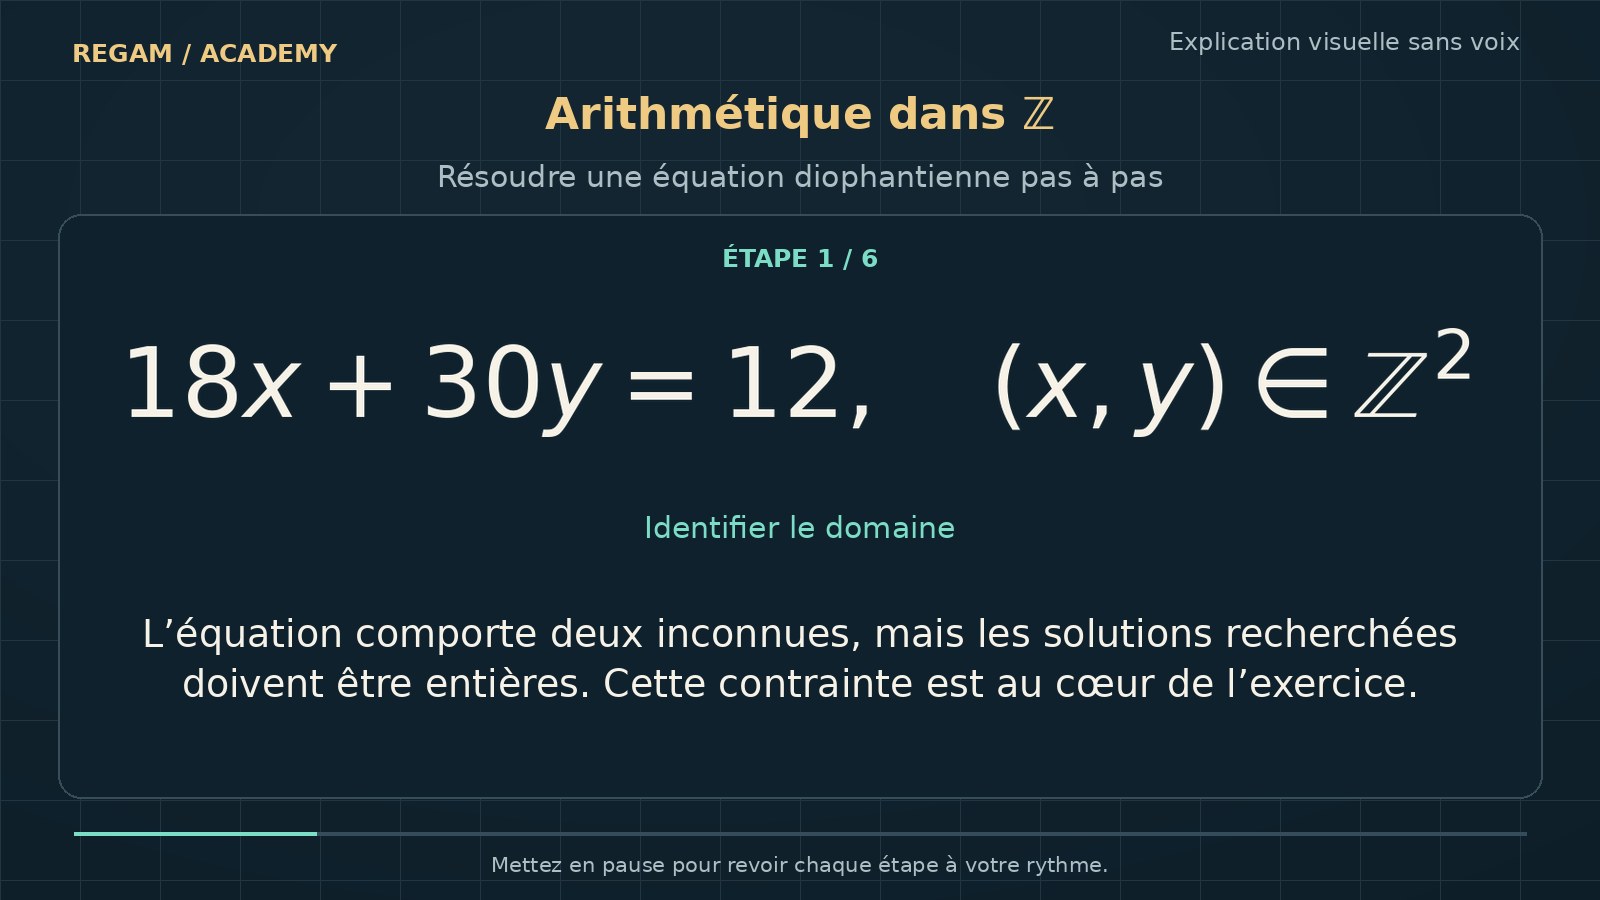 REGAM / ACADEMY
Explication visuelle sans voix
Arithmétique dans ℤ
Résoudre une équation diophantienne pas à pas
ÉTAPE 1 / 6
18x + 30y = 12, (x, y) ∈ ℤ²
Identifier le domaine
L’équation comporte deux inconnues, mais les solutions recherchées
doivent être entières. Cette contrainte est au cœur de l’exercice.
Mettez en pause pour revoir chaque étape à votre rythme.